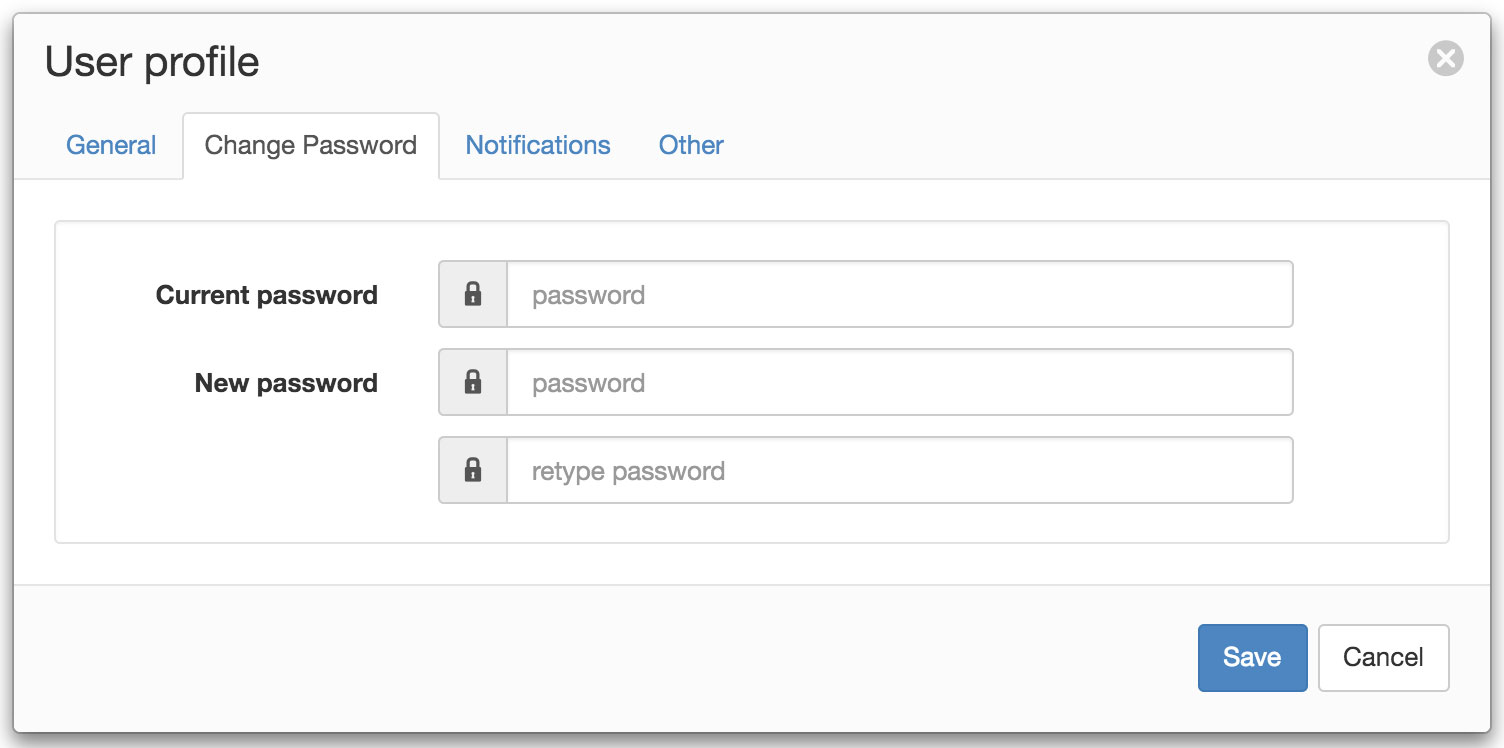 User profile
General Change Password Notifications Other
Current password password
New password password
retype password
Save Cancel